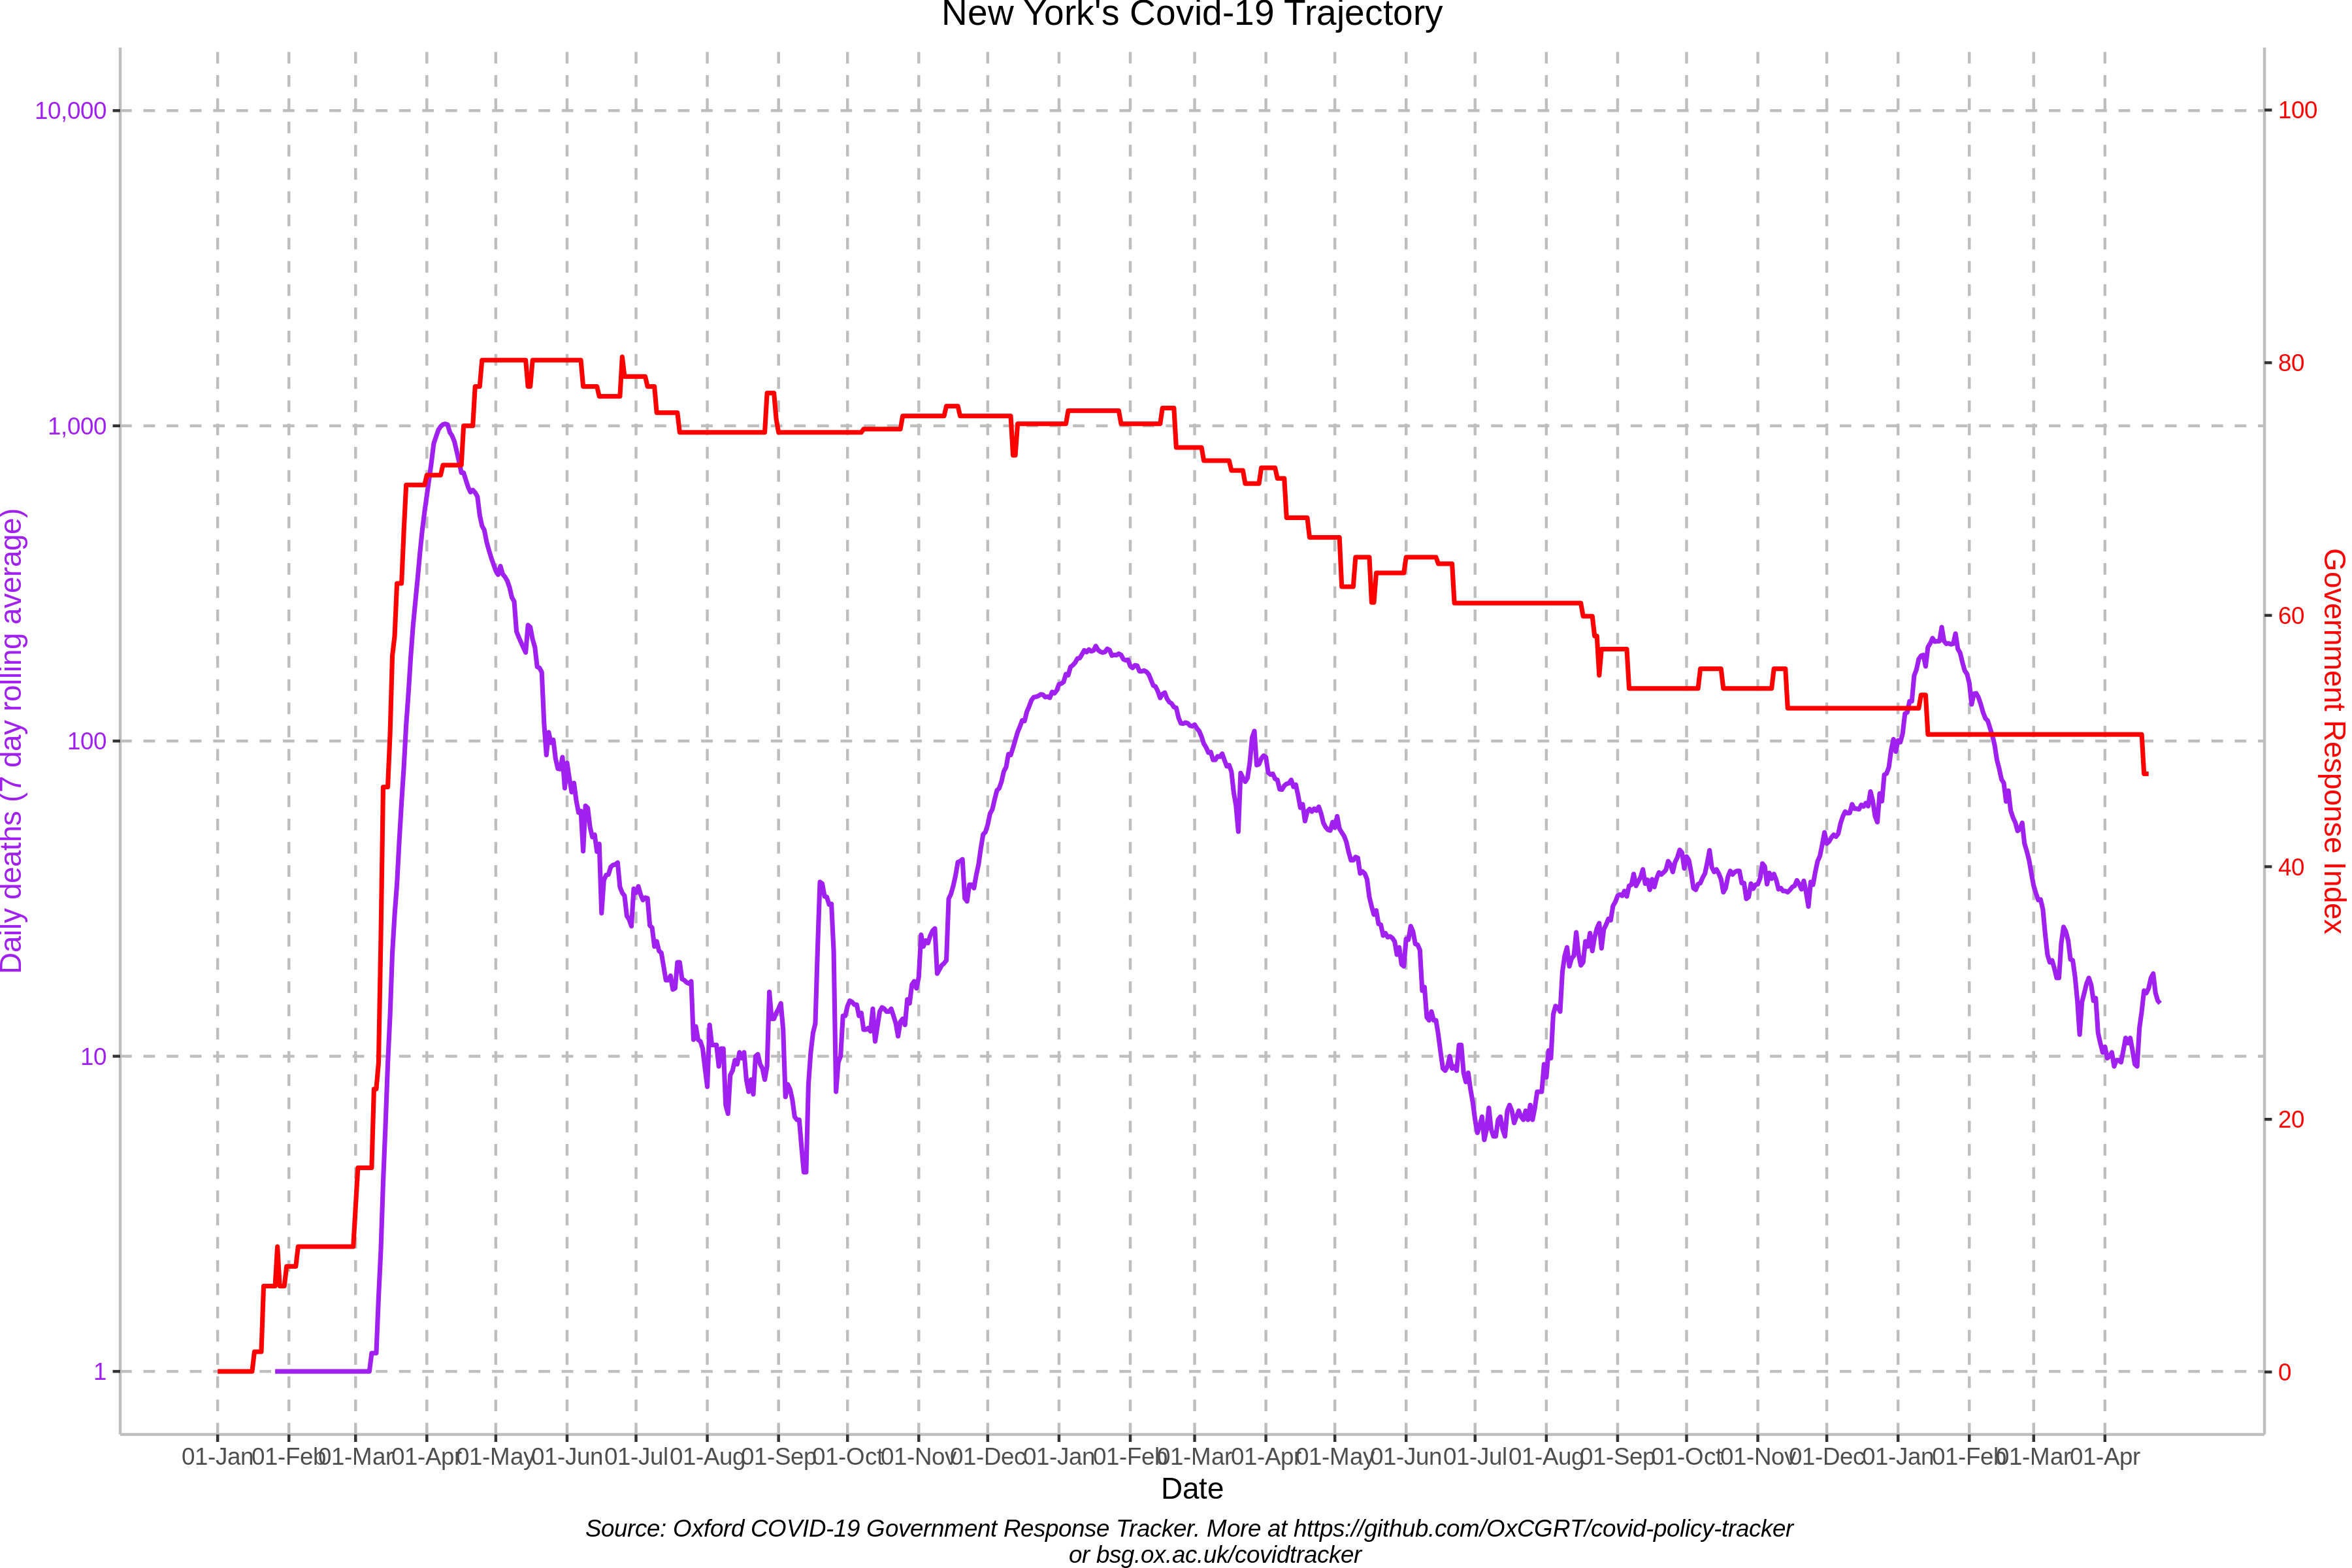 New York's Covid-19 Trajectory
10,000
1,000
100
10
1
Daily deaths (7 day rolling average)
100
80
60
40
20
0
Government Response Index
01-Jan 01-Feb 01-Mar 01-Apr 01-May 01-Jun 01-Jul 01-Aug 01-Sep 01-Oct 01-Nov 01-Dec 01-Jan 01-Feb 01-Mar 01-Apr 01-May 01-Jun 01-Jul 01-Aug 01-Sep 01-Oct 01-Nov 01-Dec 01-Jan 01-Feb 01-Mar 01-Apr
Date
Source: Oxford COVID-19 Government Response Tracker. More at https://github.com/OxCGRT/covid-policy-tracker
or bsg.ox.ac.uk/covidtracker